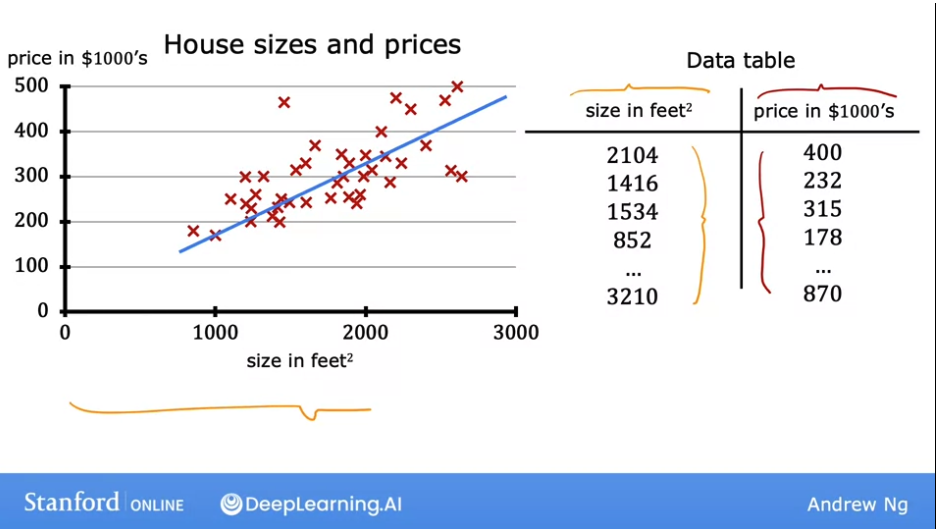 House sizes and prices
price in $1000's
500
400
300
200
100
0
0 1000 2000 3000
size in feet²
Data table
size in feet² price in $1000's
2104 400
1416 232
1534 315
852 178
... ...
3210 870
Stanford ONLINE DeepLearning.AI Andrew Ng